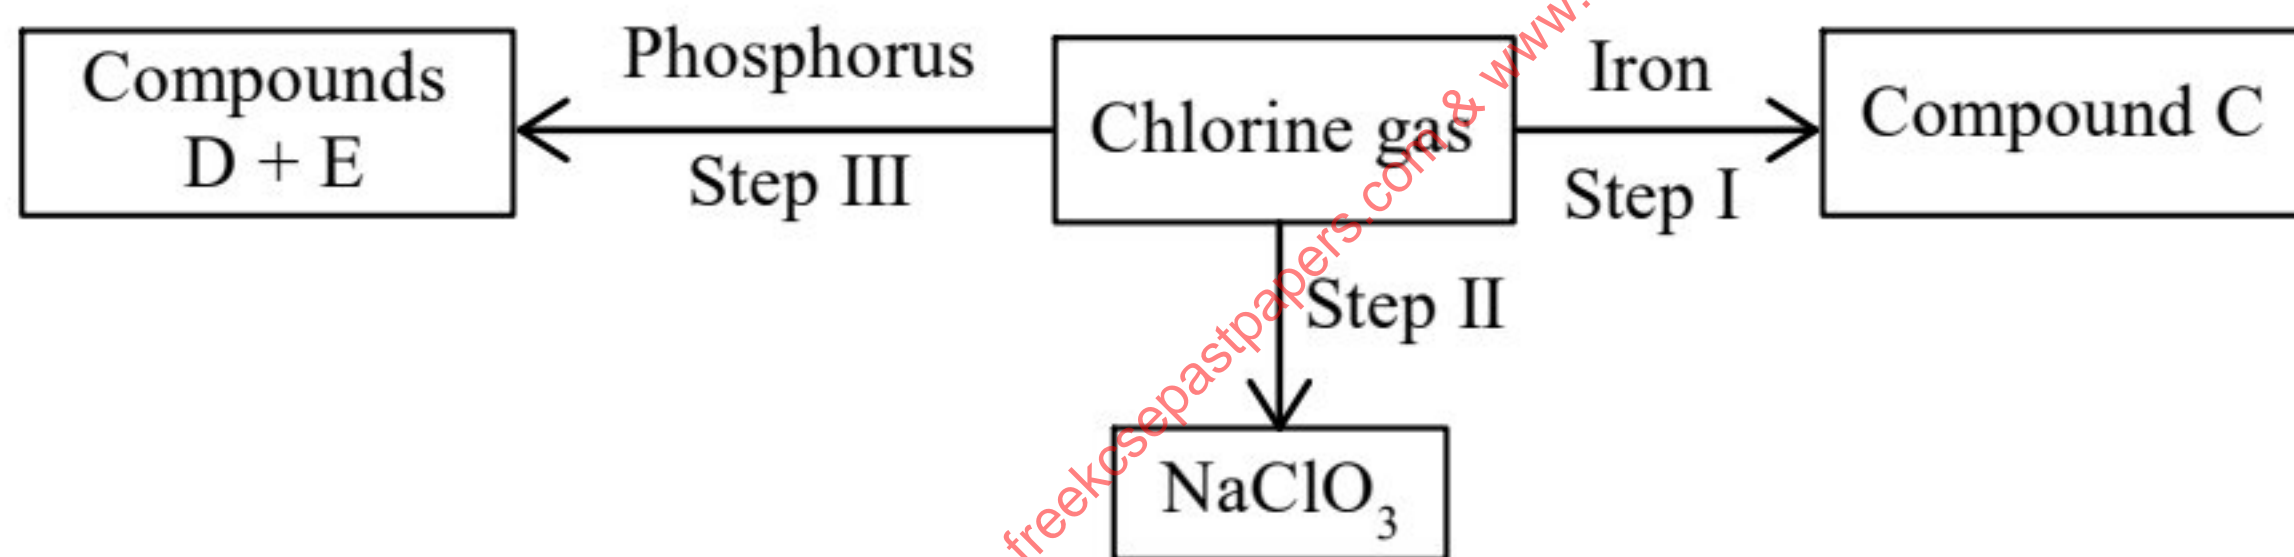 Compounds
D + E
Phosphorus
Step III
Chlorine gas
Iron
Step I
Compound C
Step II
NaClO₃
freekcsepastpapers.com & www.